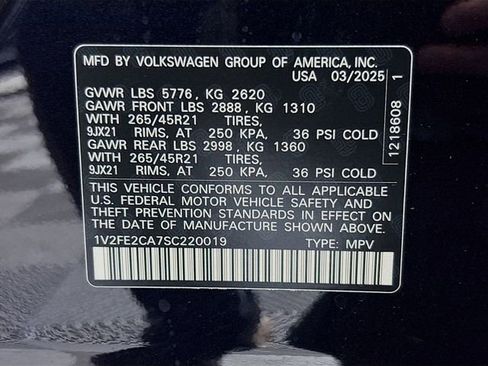 MFD BY VOLKSWAGEN GROUP OF AMERICA, INC.
USA 03/2025
GVWR LBS 5776, KG 2620
GAWR FRONT LBS 2888, KG 1310
WITH 265/45R21 TIRES,
9JX21 RIMS, AT 250 KPA, 36 PSI COLD
GAWR REAR LBS 2998, KG 1360
WITH 265/45R21 TIRES,
9JX21 RIMS, AT 250 KPA, 36 PSI COLD
THIS VEHICLE CONFORMS TO ALL APPLICABLE
U.S. FEDERAL MOTOR VEHICLE SAFETY AND
THEFT PREVENTION STANDARDS IN EFFECT ON
THE DATE OF MANUFACTURE SHOWN ABOVE.
1V2FE2CA7SC220019 TYPE: MPV
1218608 1